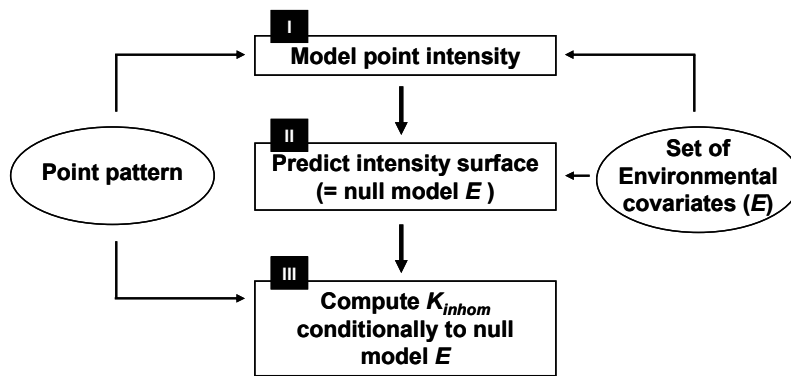 I
Model point intensity
II
Point pattern
Predict intensity surface
(= null model E )
Set of
Environmental
covariates (E)
III
Compute Kinhom
conditionally to null
model E